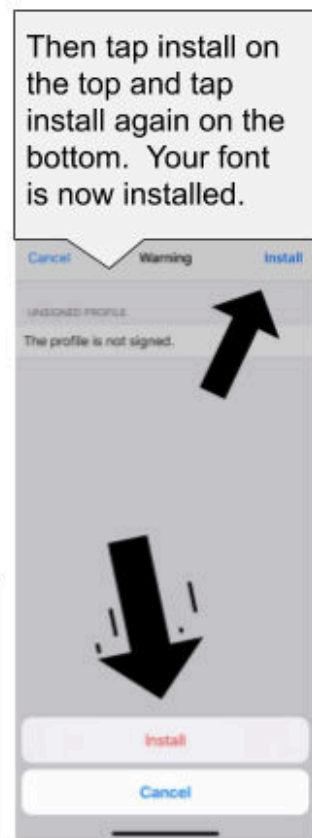 Then tap install on
the top and tap
install again on the
bottom.  Your font
is now installed.
Cancel Warning Install
UNSIGNED PROFILE
The profile is not signed.
Install
Cancel